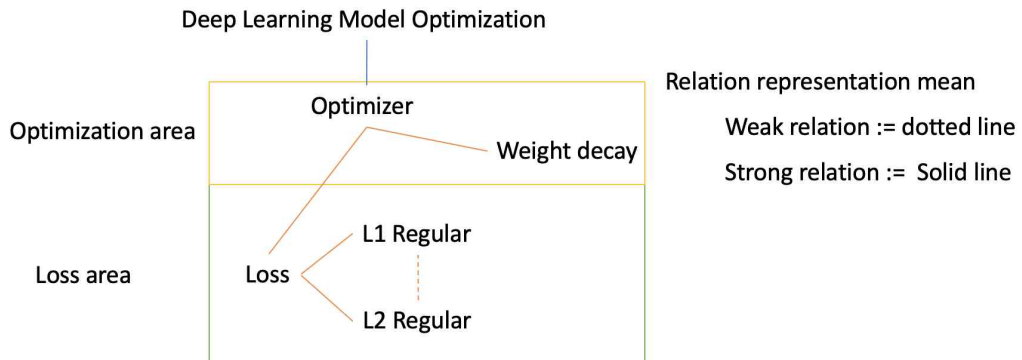 Deep Learning Model Optimization
Relation representation mean
Optimizer
Optimization area
Weak relation := dotted line
Weight decay
Strong relation := Solid line
L1 Regular
Loss area
Loss
L2 Regular